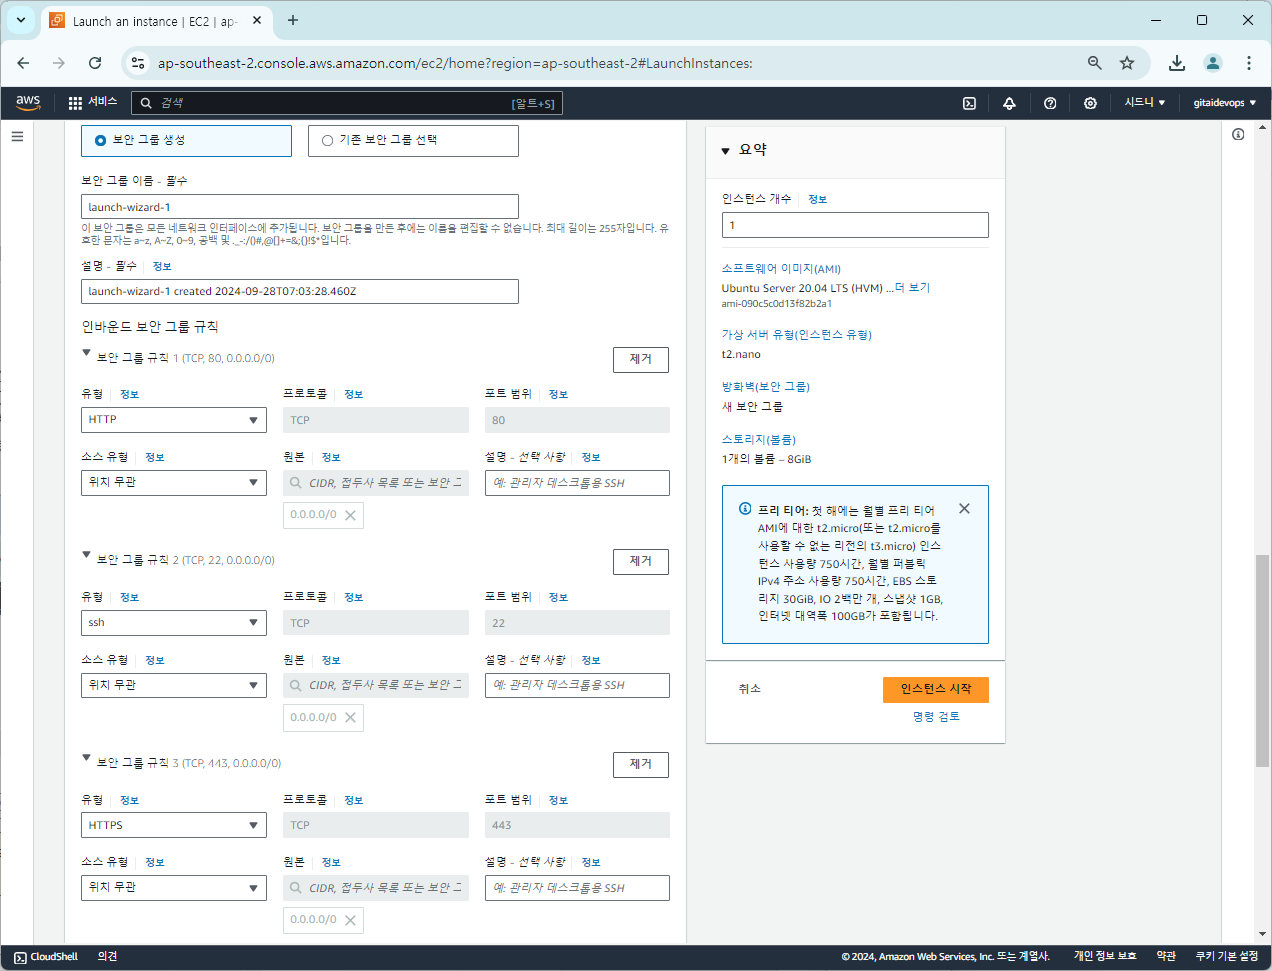 Launch an instance | EC2 | ap-
ap-southeast-2.console.aws.amazon.com/ec2/home?region=ap-southeast-2#LaunchInstances:
aws 서비스 검색 [알트+S] 시드니 ▼ gitaidevops ▼
보안 그룹 생성 기존 보안 그룹 선택
보안 그룹 이름 - 필수
launch-wizard-1
이 보안 그룹은 모든 네트워크 인터페이스에 추가됩니다. 보안 그룹을 만든 후에는 이름을 편집할 수 없습니다. 최대 길이는 255자입니다. 유
효한 문자는 a~z, A~Z, 0~9, 공백 및 ._-:/()#,@[]+=&;{}!$*입니다.
설명 - 필수 정보
launch-wizard-1 created 2024-09-28T07:03:28.460Z
인바운드 보안 그룹 규칙
▼ 보안 그룹 규칙 1 (TCP, 80, 0.0.0.0/0) 제거
유형 정보 프로토콜 정보 포트 범위 정보
HTTP TCP 80
소스 유형 정보 원본 정보 설명 - 선택 사항 정보
위치 무관 CIDR, 접두사 목록 또는 보안 그 예: 관리자 데스크톱용 SSH
0.0.0.0/0
▼ 보안 그룹 규칙 2 (TCP, 22, 0.0.0.0/0) 제거
유형 정보 프로토콜 정보 포트 범위 정보
ssh TCP 22
소스 유형 정보 원본 정보 설명 - 선택 사항 정보
위치 무관 CIDR, 접두사 목록 또는 보안 그 예: 관리자 데스크톱용 SSH
0.0.0.0/0
▼ 보안 그룹 규칙 3 (TCP, 443, 0.0.0.0/0) 제거
유형 정보 프로토콜 정보 포트 범위 정보
HTTPS TCP 443
소스 유형 정보 원본 정보 설명 - 선택 사항 정보
위치 무관 CIDR, 접두사 목록 또는 보안 그 예: 관리자 데스크톱용 SSH
0.0.0.0/0
▼ 요약
인스턴스 개수 정보
1
소프트웨어 이미지(AMI)
Ubuntu Server 20.04 LTS (HVM) ...더 보기
ami-090c5c0d13f82b2a1
가상 서버 유형(인스턴스 유형)
t2.nano
방화벽(보안 그룹)
새 보안 그룹
스토리지(볼륨)
1개의 볼륨 – 8GiB
프리 티어: 첫 해에는 월별 프리 티어
AMI에 대한 t2.micro(또는 t2.micro를
사용할 수 없는 리전의 t3.micro) 인스
턴스 사용량 750시간, 월별 퍼블릭
IPv4 주소 사용량 750시간, EBS 스토
리지 30GiB, IO 2백만 개, 스냅샷 1GB,
인터넷 대역폭 100GB가 포함됩니다.
취소 인스턴스 시작
명령 검토
CloudShell 의견 © 2024, Amazon Web Services, Inc. 또는 계열사. 개인 정보 보호 약관 쿠키 기본 설정